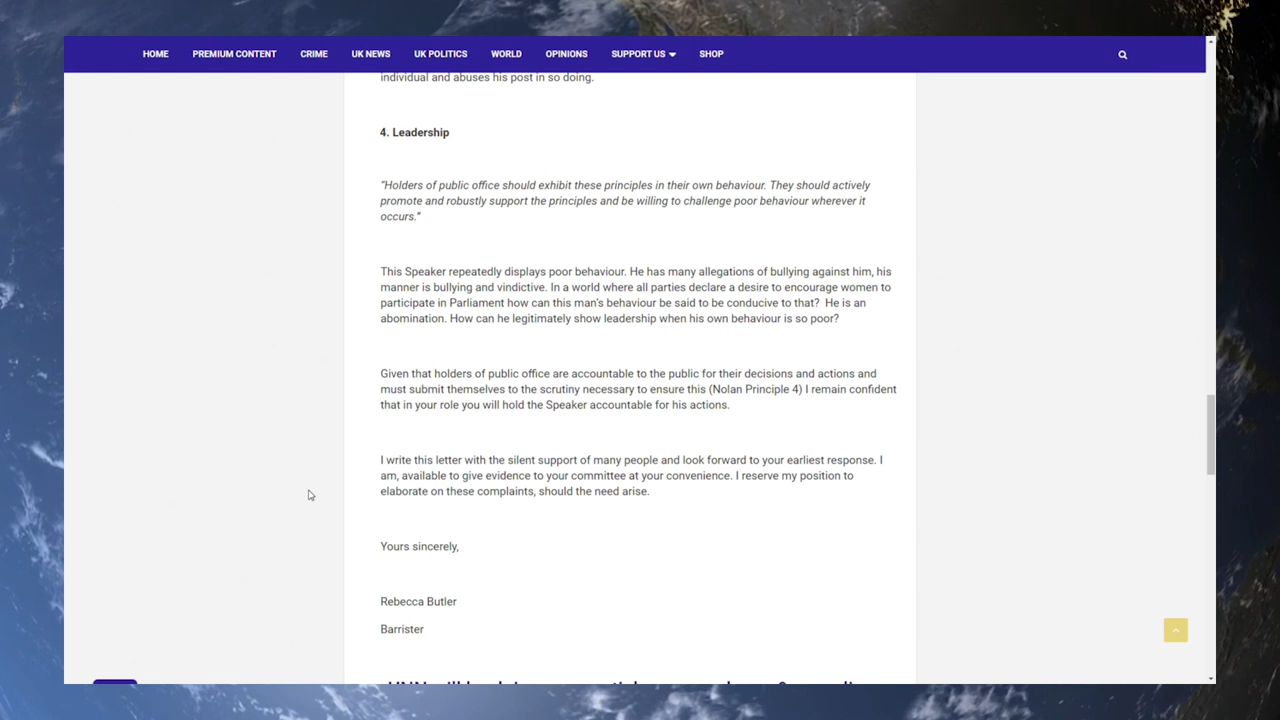 HOME PREMIUM CONTENT CRIME UK NEWS UK POLITICS WORLD OPINIONS SUPPORT US SHOP
individual and abuses his post in so doing.
4. Leadership
“Holders of public office should exhibit these principles in their own behaviour. They should actively
promote and robustly support the principles and be willing to challenge poor behaviour wherever it
occurs.”
This Speaker repeatedly displays poor behaviour. He has many allegations of bullying against him, his
manner is bullying and vindictive. In a world where all parties declare a desire to encourage women to
participate in Parliament how can this man’s behaviour be said to be conducive to that?  He is an
abomination. How can he legitimately show leadership when his own behaviour is so poor?
Given that holders of public office are accountable to the public for their decisions and actions and
must submit themselves to the scrutiny necessary to ensure this (Nolan Principle 4) I remain confident
that in your role you will hold the Speaker accountable for his actions.
I write this letter with the silent support of many people and look forward to your earliest response. I
am, available to give evidence to your committee at your convenience. I reserve my position to
elaborate on these complaints, should the need arise.
Yours sincerely,
Rebecca Butler
Barrister